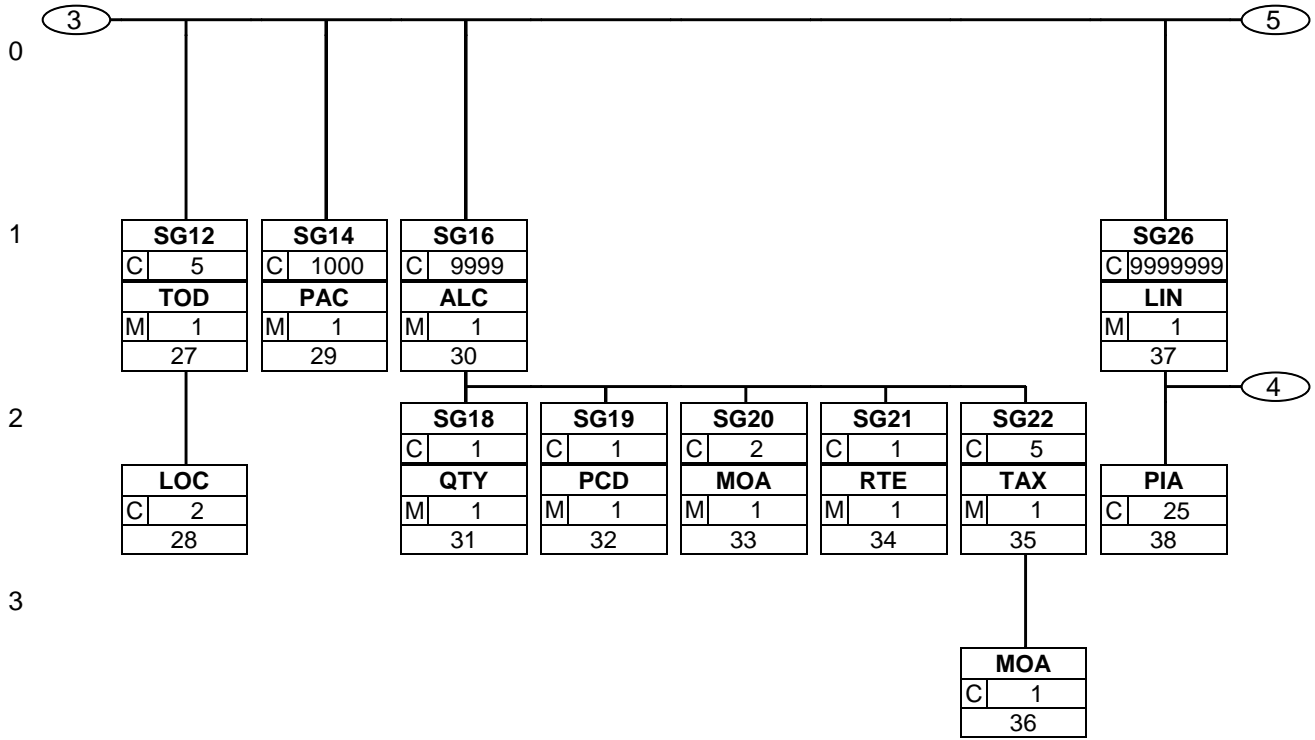 3 5
0
1
SG12 SG14 SG16 SG26
C 5 C 1000 C 9999 C 9999999
TOD PAC ALC LIN
M 1 M 1 M 1 M 1
27 29 30 37
4
2
SG18 SG19 SG20 SG21 SG22
C 1 C 1 C 2 C 1 C 5
LOC QTY PCD MOA RTE TAX PIA
C 2 M 1 M 1 M 1 M 1 M 1 C 25
28 31 32 33 34 35 38
3
MOA
C 1
36